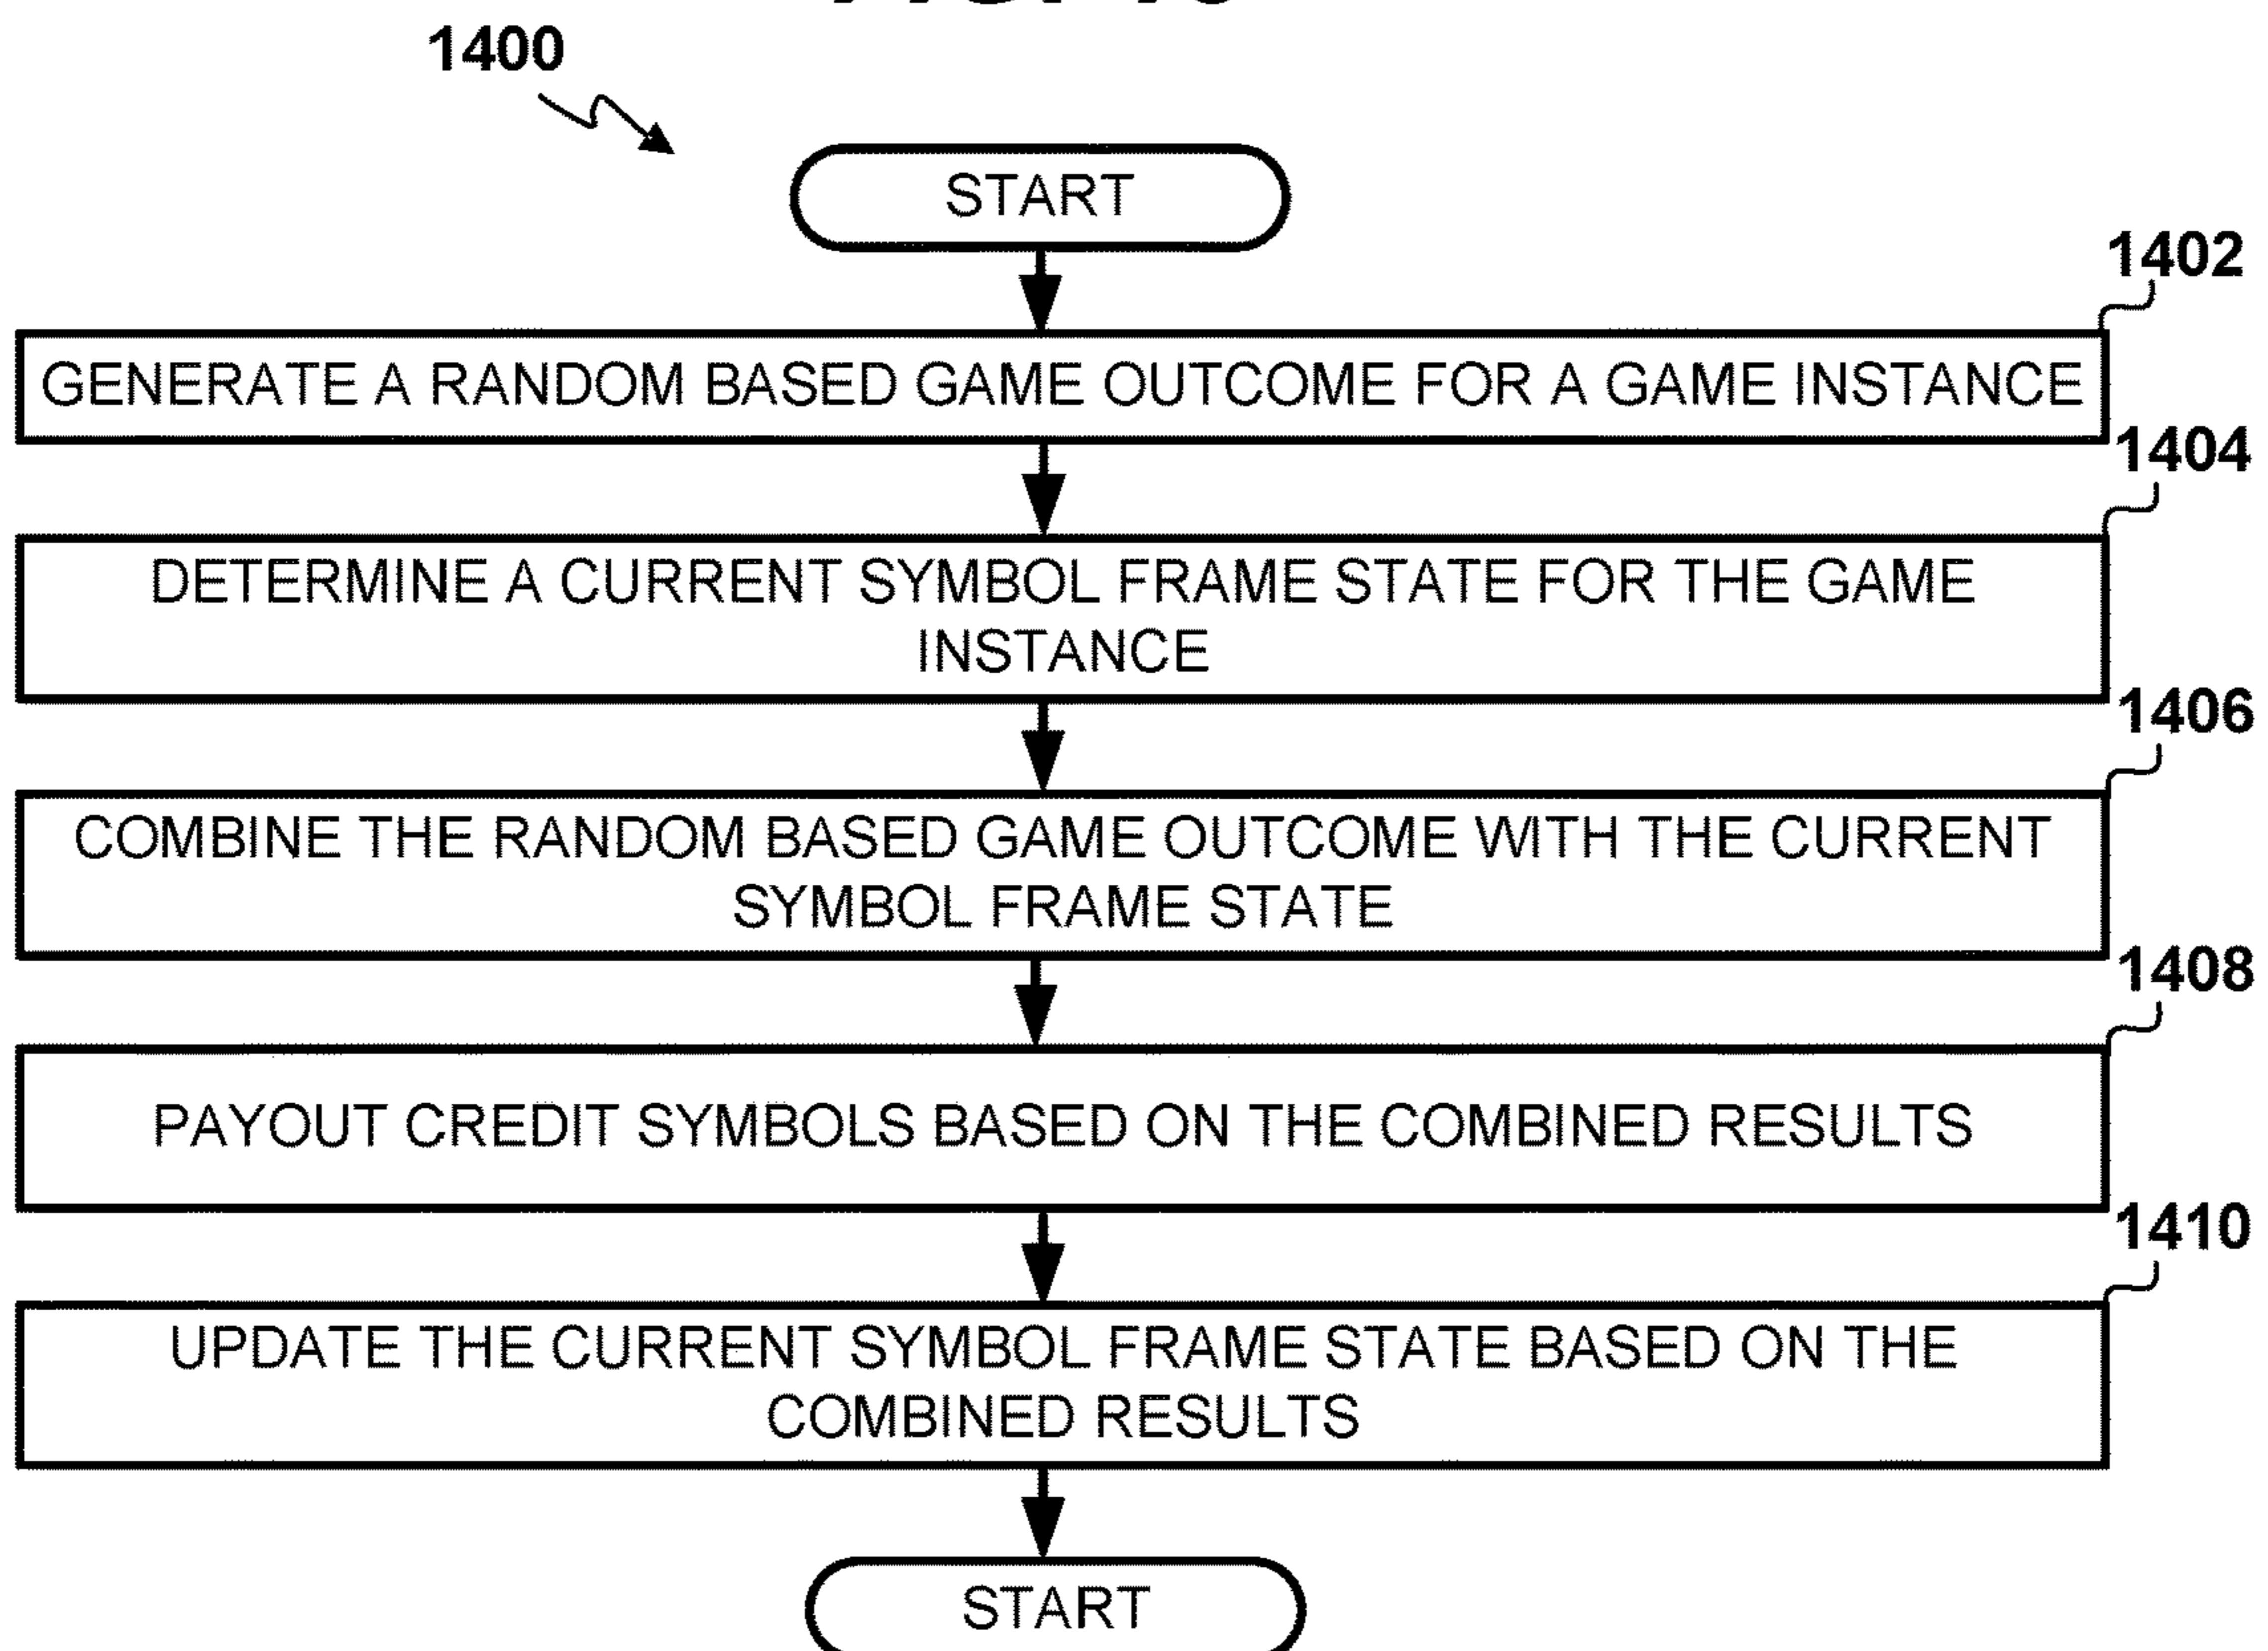 1400
START
1402
GENERATE A RANDOM BASED GAME OUTCOME FOR A GAME INSTANCE
1404
DETERMINE A CURRENT SYMBOL FRAME STATE FOR THE GAME
INSTANCE
1406
COMBINE THE RANDOM BASED GAME OUTCOME WITH THE CURRENT
SYMBOL FRAME STATE
1408
PAYOUT CREDIT SYMBOLS BASED ON THE COMBINED RESULTS
1410
UPDATE THE CURRENT SYMBOL FRAME STATE BASED ON THE
COMBINED RESULTS
START